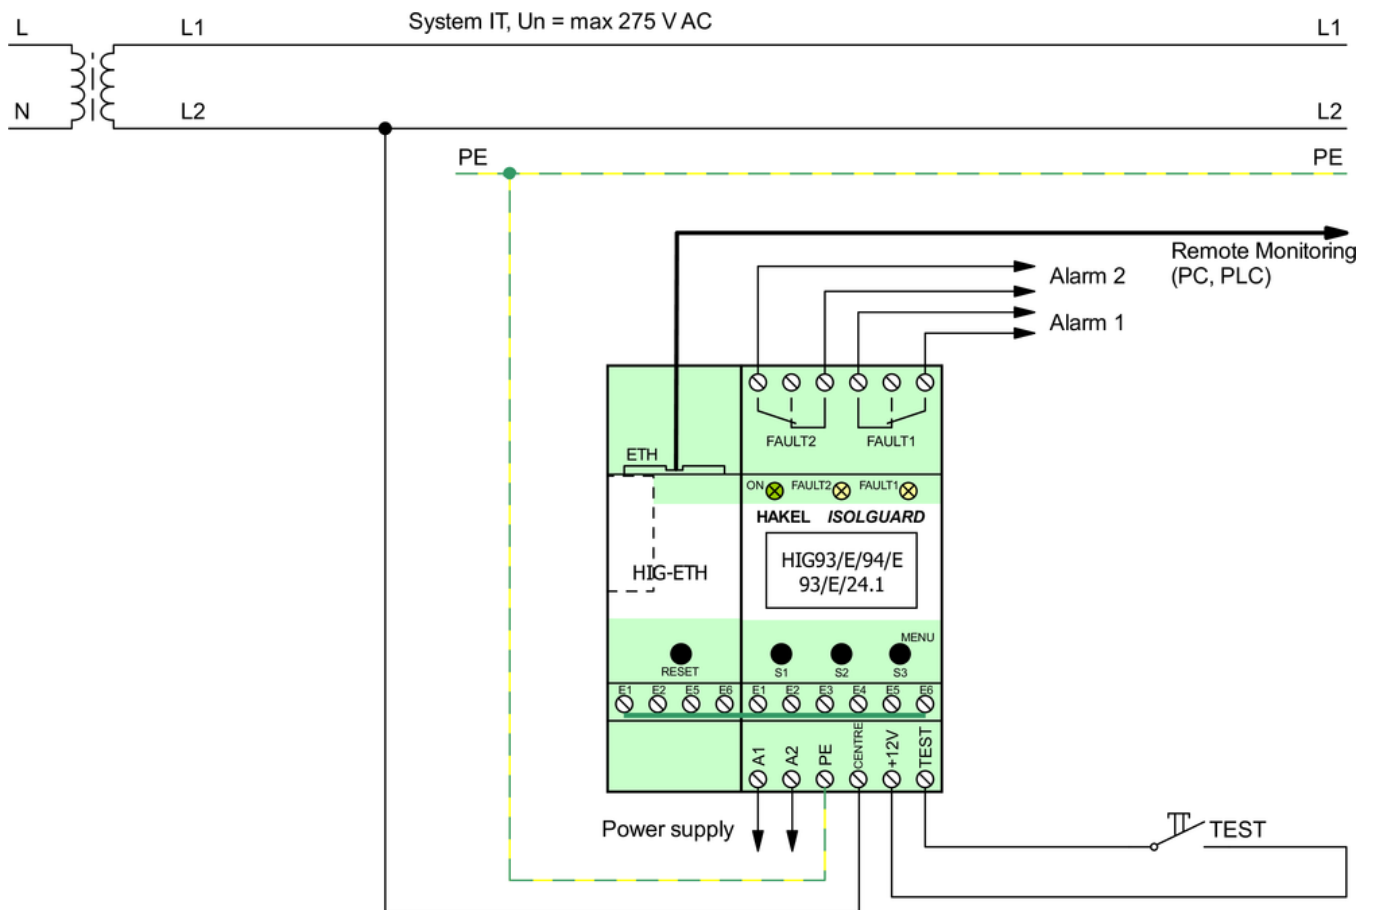 L
L1
System IT, Un = max 275 V AC
L1
N
L2
L2
PE
PE
Remote Monitoring
(PC, PLC)
Alarm 2
Alarm 1
FAULT2
FAULT1
ETH
ON
FAULT2
FAULT1
HAKEL
ISOLGUARD
HIG93/E/94/E
93/E/24.1
HIG-ETH
MENU
RESET
S1
S2
S3
E1
E2
E5
E6
E1
E2
E3
E4
E5
E6
A1
A2
PE
CENTRE
+12V
TEST
Power supply
TEST